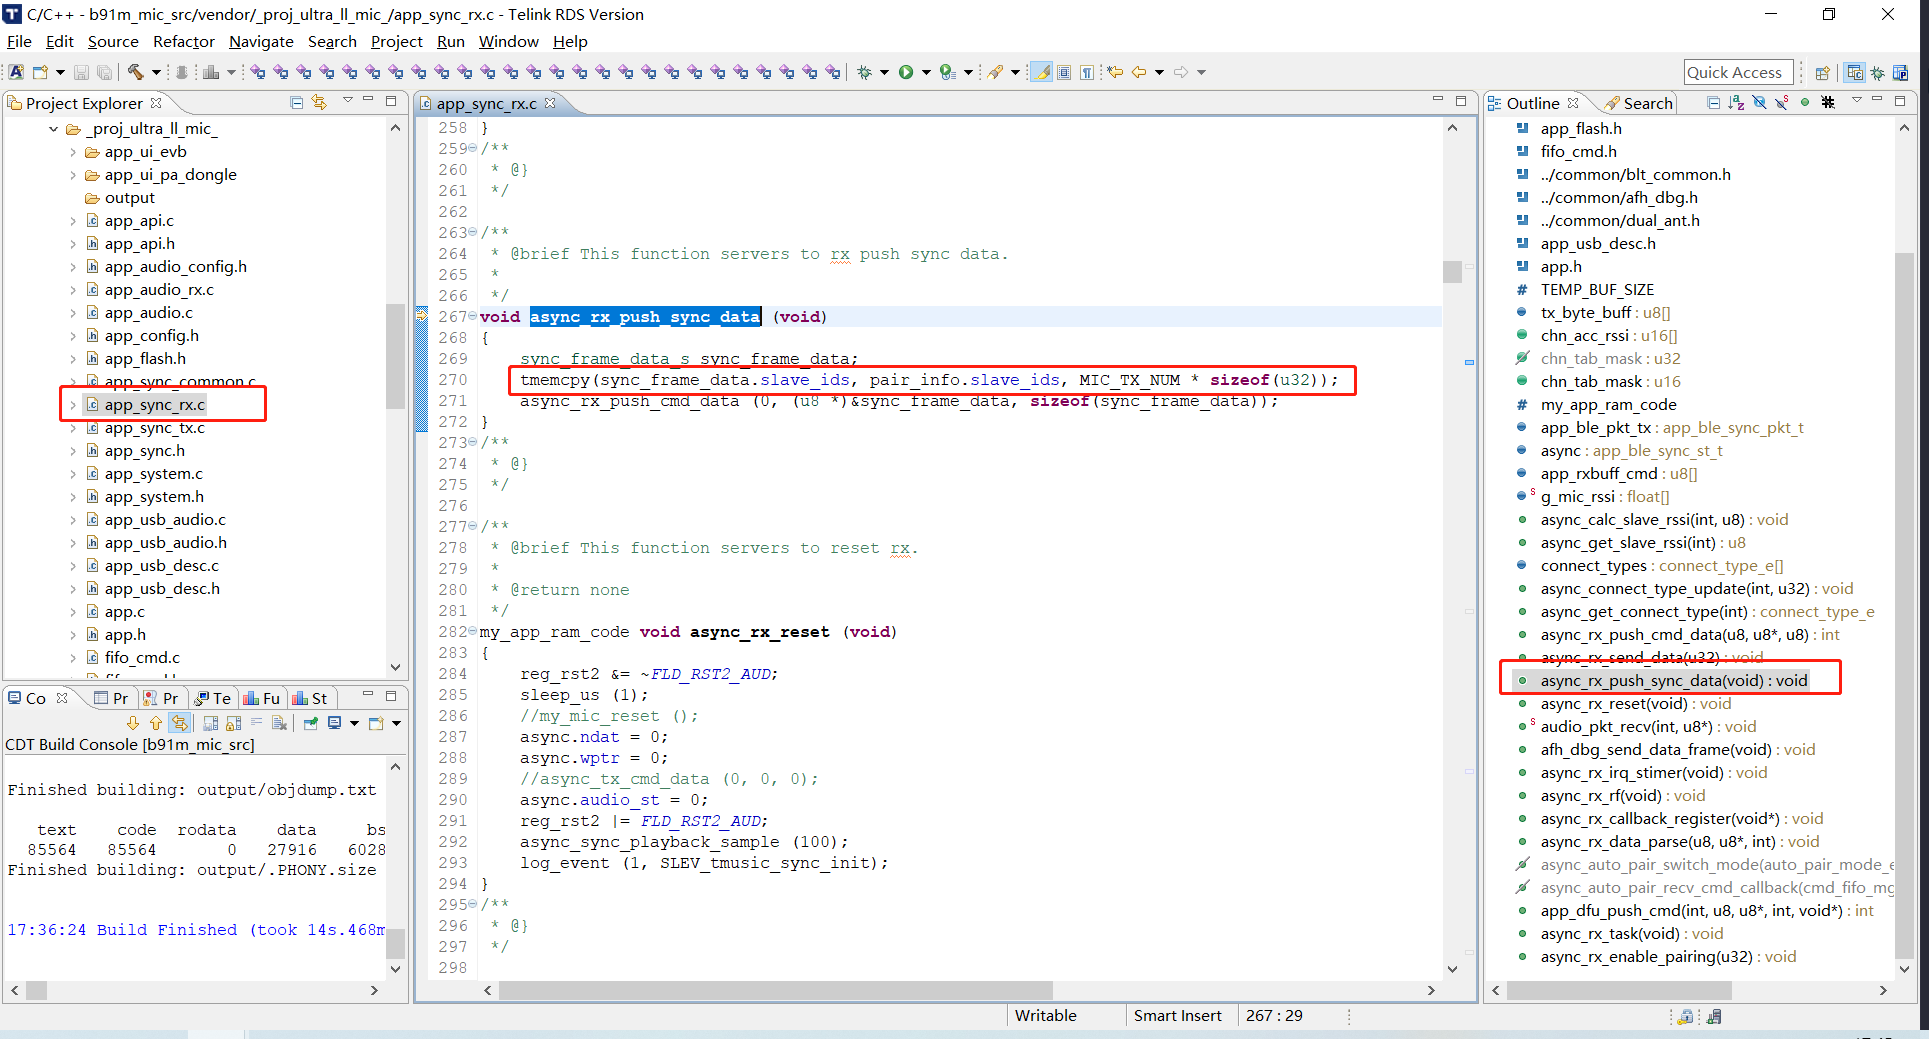 C/C++ - b91m_mic_src/vendor/_proj_ultra_ll_mic_/app_sync_rx.c - Telink RDS Version
File Edit Source Refactor Navigate Search Project Run Window Help
Quick Access
Project Explorer
_proj_ultra_ll_mic_
app_ui_evb
app_ui_pa_dongle
output
app_api.c
app_api.h
app_audio_config.h
app_audio_rx.c
app_audio.c
app_config.h
app_flash.h
app_sync_common.c
app_sync_rx.c
app_sync_tx.c
app_sync.h
app_system.c
app_system.h
app_usb_audio.c
app_usb_audio.h
app_usb_desc.c
app_usb_desc.h
app.c
app.h
fifo_cmd.c
Co Pr Pr Te Fu St
CDT Build Console [b91m_mic_src]
Finished building: output/objdump.txt
text code rodata data bs
85564 85564 0 27916 6028
Finished building: output/.PHONY.size
17:36:24 Build Finished (took 14s.468m
app_sync_rx.c
258 }
259 /**
260 * @}
261 */
262
263 /**
264 * @brief This function servers to rx push sync data.
265 *
266 */
267 void async_rx_push_sync_data (void)
268 {
269 sync_frame_data_s sync_frame_data;
270 tmemcpy(sync_frame_data.slave_ids, pair_info.slave_ids, MIC_TX_NUM * sizeof(u32));
271 async_rx_push_cmd_data (0, (u8 *)&sync_frame_data, sizeof(sync_frame_data));
272 }
273 /**
274 * @}
275 */
276
277 /**
278 * @brief This function servers to reset rx.
279 *
280 * @return none
281 */
282 my_app_ram_code void async_rx_reset (void)
283 {
284 reg_rst2 &= ~FLD_RST2_AUD;
285 sleep_us (1);
286 //my_mic_reset ();
287 async.ndat = 0;
288 async.wptr = 0;
289 //async_tx_cmd_data (0, 0, 0);
290 async.audio_st = 0;
291 reg_rst2 |= FLD_RST2_AUD;
292 async_sync_playback_sample (100);
293 log_event (1, SLEV_tmusic_sync_init);
294 }
295 /**
296 * @}
297 */
298
Outline Search
app_flash.h
fifo_cmd.h
../common/blt_common.h
../common/afh_dbg.h
../common/dual_ant.h
app_usb_desc.h
app.h
TEMP_BUF_SIZE
tx_byte_buff : u8[]
chn_acc_rssi : u16[]
chn_tab_mask : u32
chn_tab_mask : u16
my_app_ram_code
app_ble_pkt_tx : app_ble_sync_pkt_t
async : app_ble_sync_st_t
app_rxbuff_cmd : u8[]
g_mic_rssi : float[]
async_calc_slave_rssi(int, u8) : void
async_get_slave_rssi(int) : u8
connect_types : connect_type_e[]
async_connect_type_update(int, u32) : void
async_get_connect_type(int) : connect_type_e
async_rx_push_cmd_data(u8, u8*, u8) : int
async_rx_send_data(u32) : void
async_rx_push_sync_data(void) : void
async_rx_reset(void) : void
audio_pkt_recv(int, u8*) : void
afh_dbg_send_data_frame(void) : void
async_rx_irq_stimer(void) : void
async_rx_rf(void) : void
async_rx_callback_register(void*) : void
async_rx_data_parse(u8, u8*, int) : void
async_auto_pair_switch_mode(auto_pair_mode_e
async_auto_pair_recv_cmd_callback(cmd_fifo_mg
app_dfu_push_cmd(int, u8, u8*, int, void*) : int
async_rx_task(void) : void
async_rx_enable_pairing(u32) : void
Writable Smart Insert 267 : 29